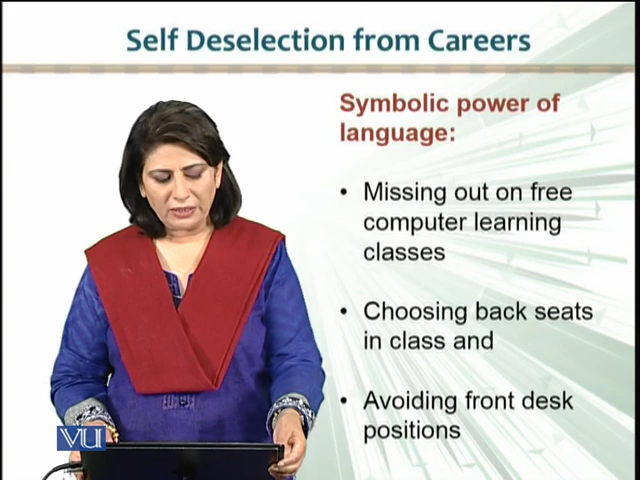 Self Deselection from Careers
Symbolic power of
language:
• Missing out on free
computer learning
classes
• Choosing back seats
in class and
• Avoiding front desk
positions
VU